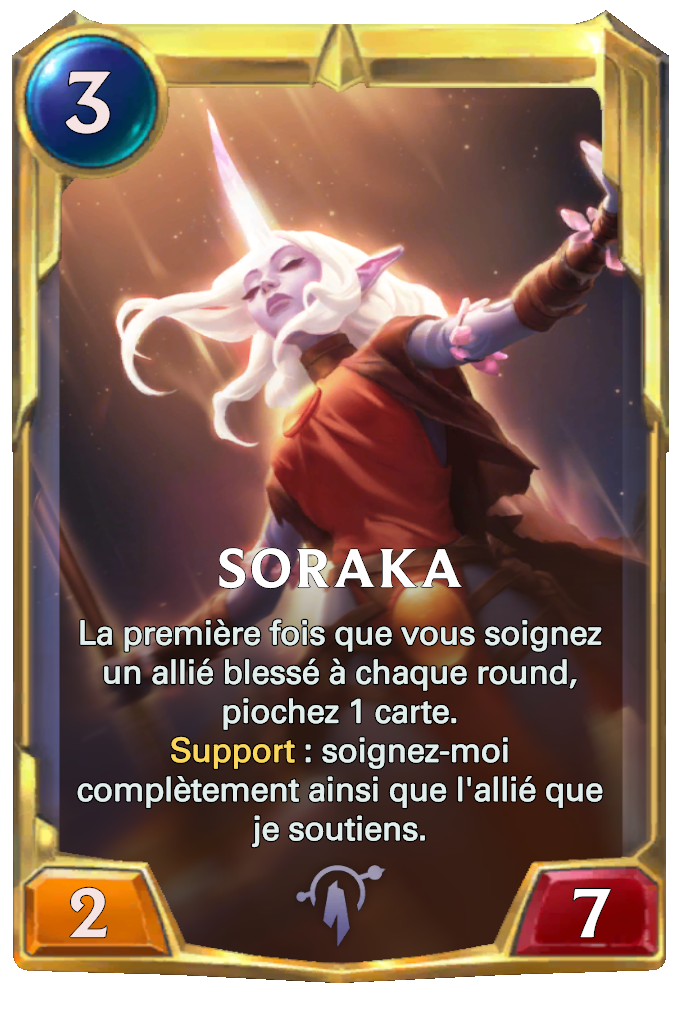 3
SORAKA
La première fois que vous soignez
un allié blessé à chaque round,
piochez 1 carte.
Support : soignez-moi
complètement ainsi que l'allié que
je soutiens.
2
7